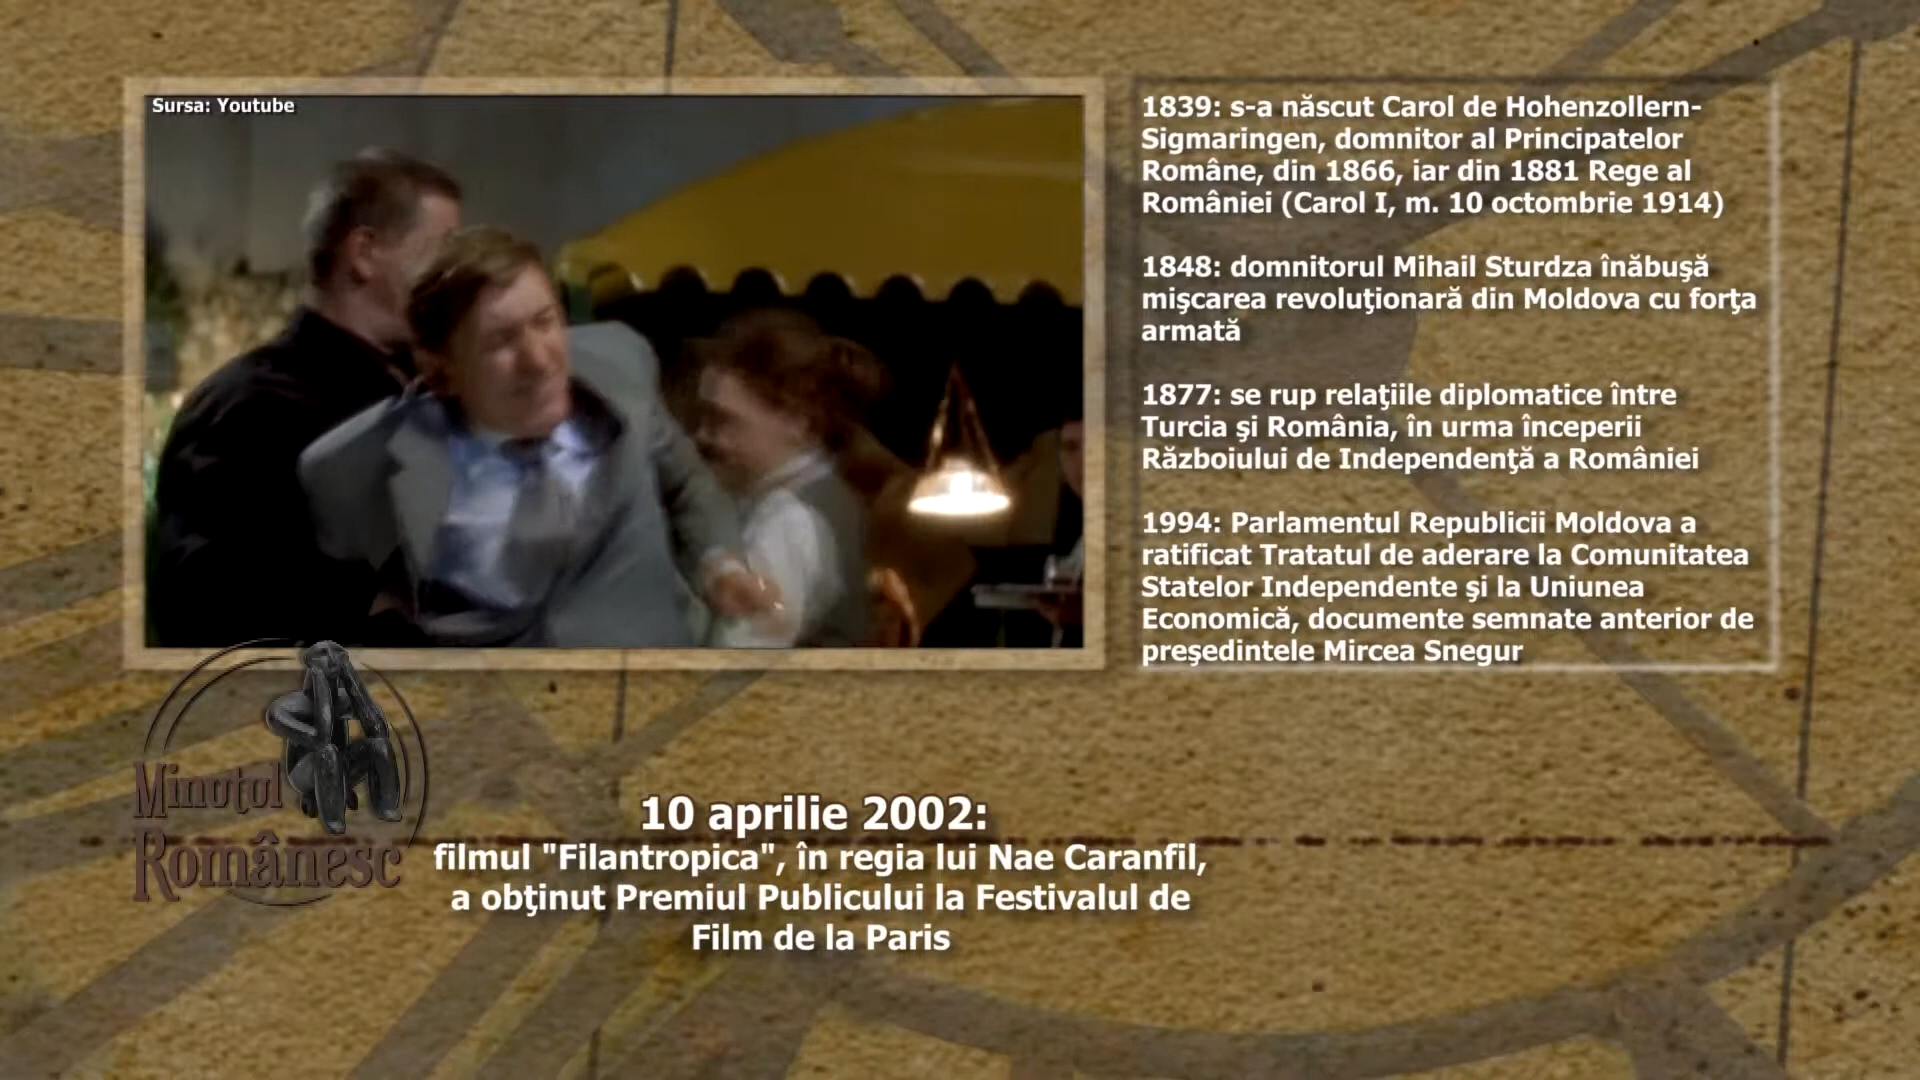 Sursa: Youtube
1839: s-a născut Carol de Hohenzollern-
Sigmaringen, domnitor al Principatelor
Române, din 1866, iar din 1881 Rege al
României (Carol I, m. 10 octombrie 1914)
1848: domnitorul Mihail Sturdza înăbuşă
mişcarea revoluţionară din Moldova cu forţa
armată
1877: se rup relaţiile diplomatice între
Turcia şi România, în urma începerii
Războiului de Independenţă a României
1994: Parlamentul Republicii Moldova a
ratificat Tratatul de aderare la Comunitatea
Statelor Independente şi la Uniunea
Economică, documente semnate anterior de
preşedintele Mircea Snegur
Minutul
Românesc
10 aprilie 2002:
filmul "Filantropica", în regia lui Nae Caranfil,
a obţinut Premiul Publicului la Festivalul de
Film de la Paris